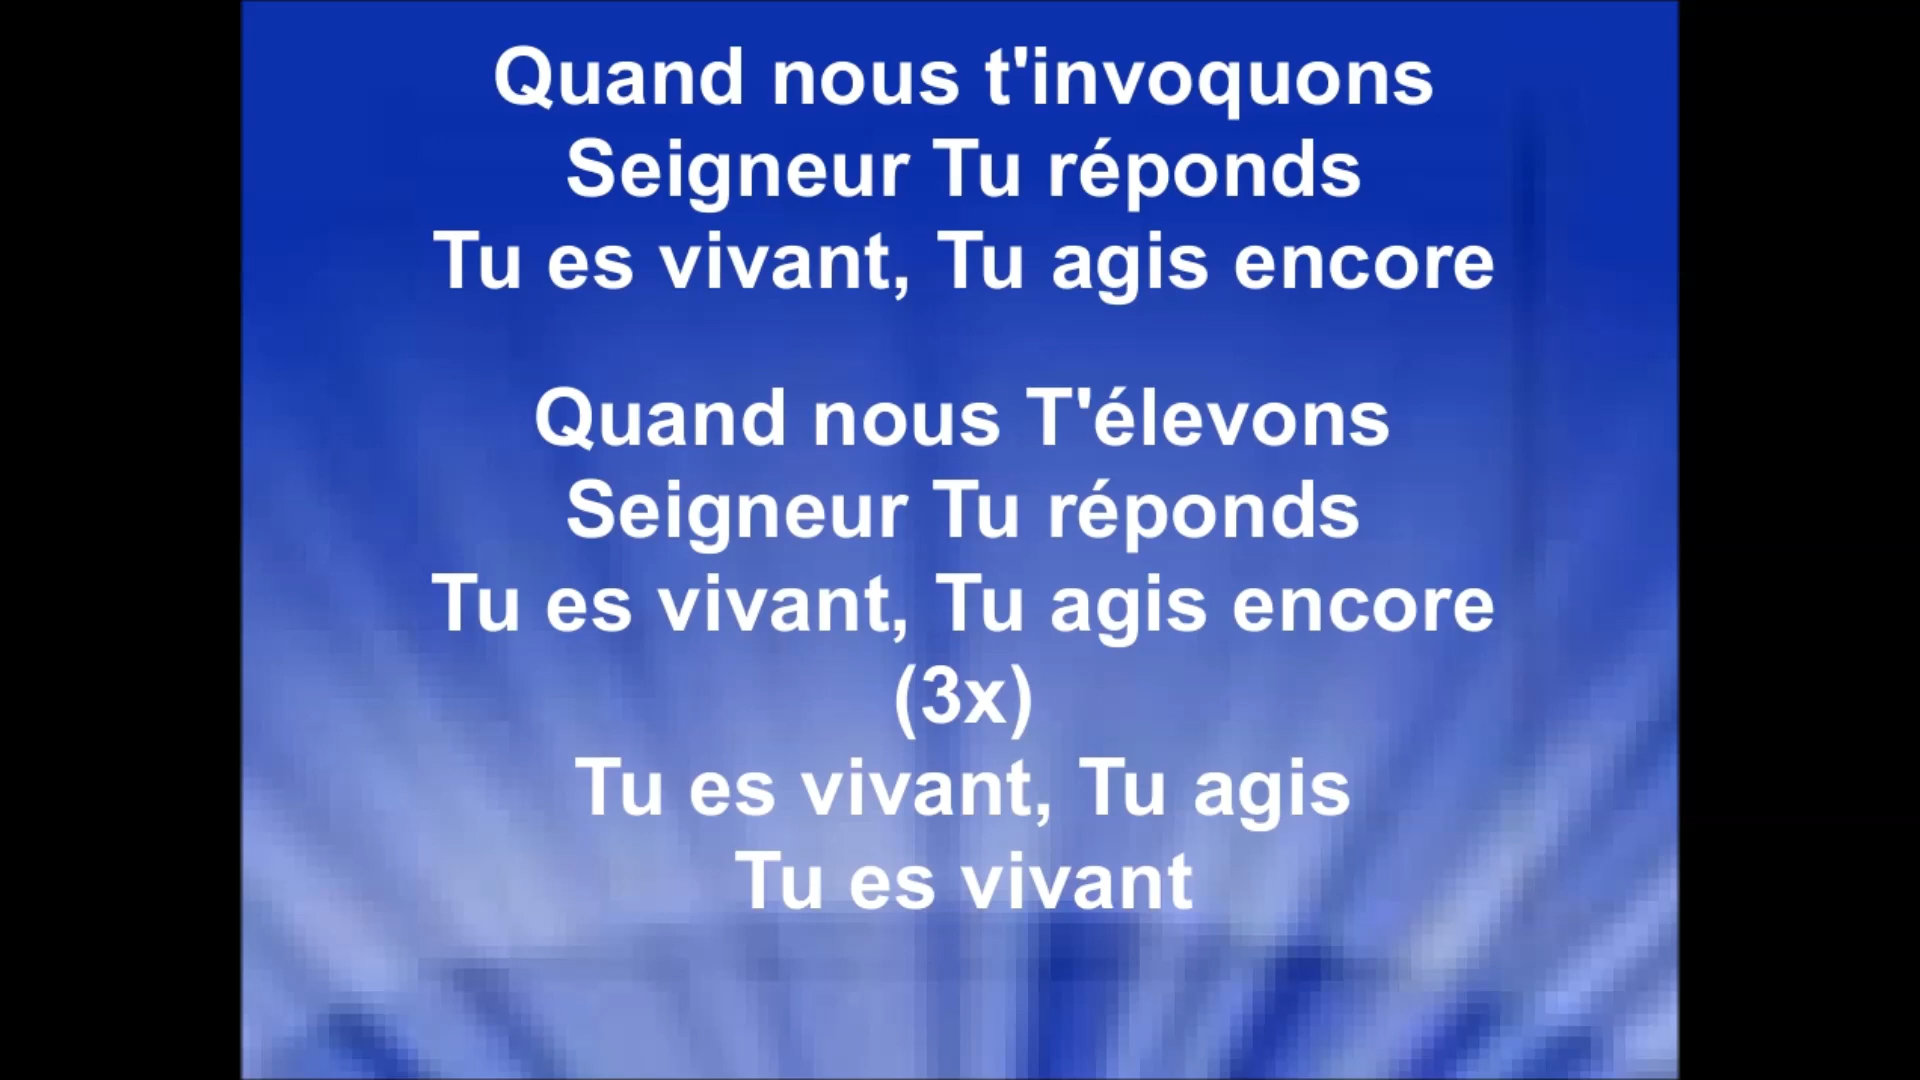 Quand nous t'invoquons
Seigneur Tu réponds
Tu es vivant, Tu agis encore
Quand nous T'élevons
Seigneur Tu réponds
Tu es vivant, Tu agis encore
(3x)
Tu es vivant, Tu agis
Tu es vivant